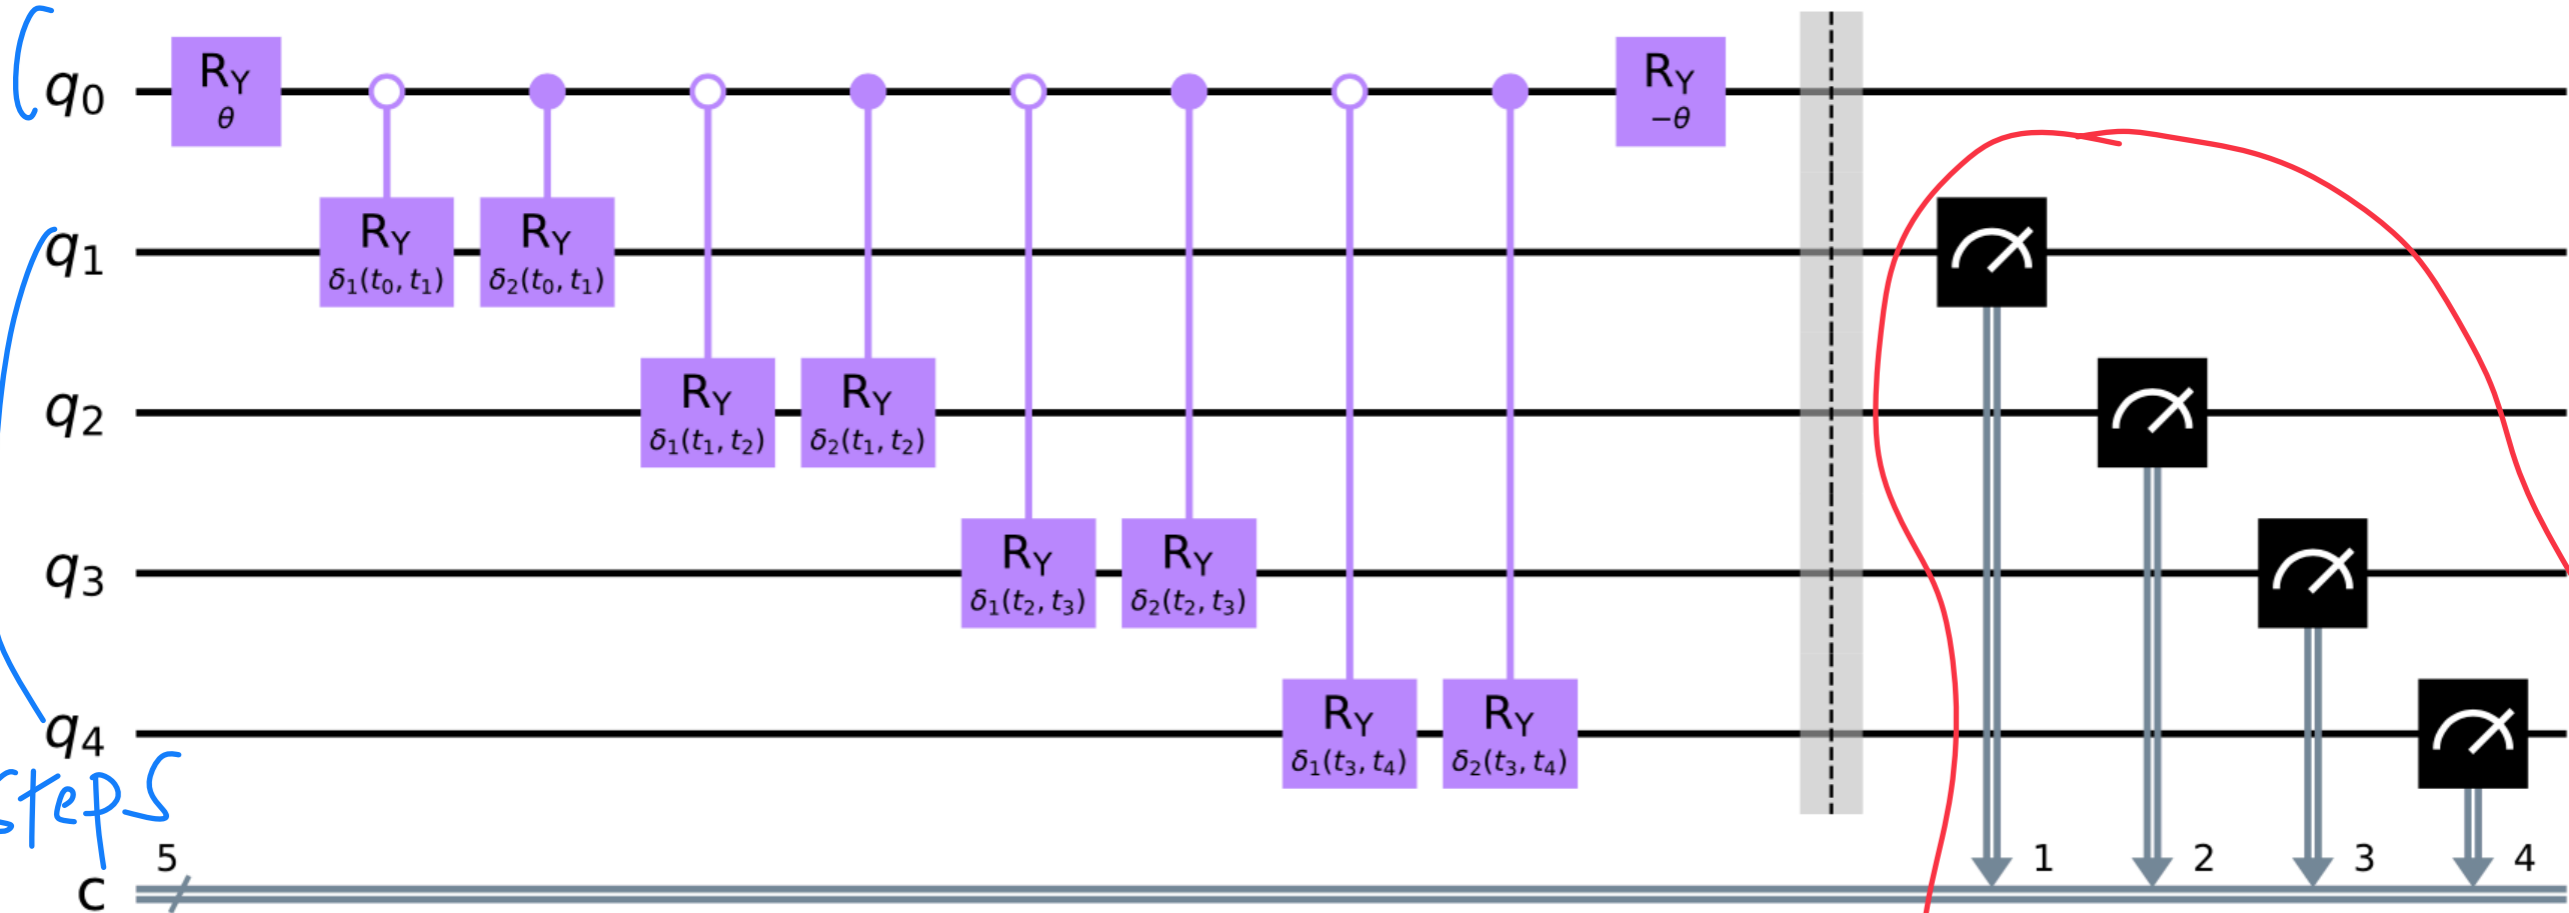 q0 RY θ RY −θ
q1 RY δ1(t0, t1) RY δ2(t0, t1)
q2 RY δ1(t1, t2) RY δ2(t1, t2)
q3 RY δ1(t2, t3) RY δ2(t2, t3)
q4 RY δ1(t3, t4) RY δ2(t3, t4)
steps
5 1 2 3 4
c